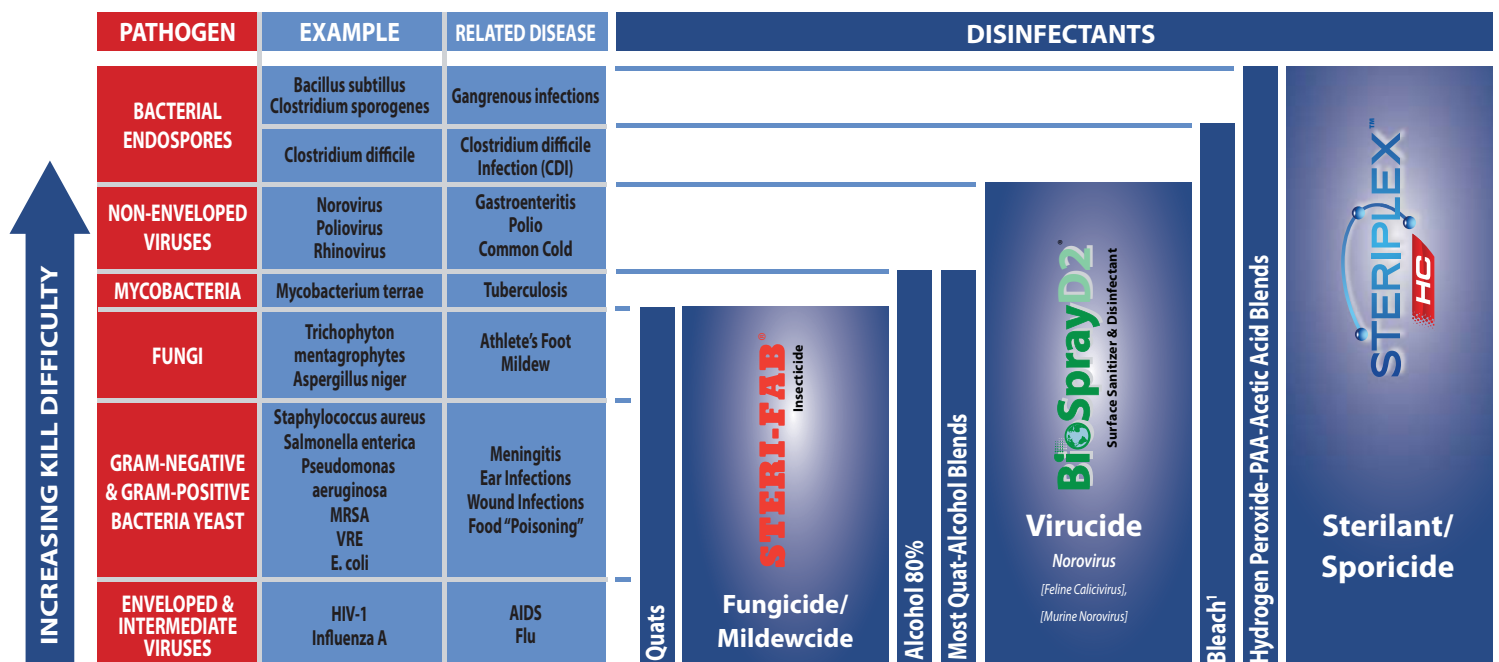 PATHOGEN
EXAMPLE
RELATED DISEASE
DISINFECTANTS
INCREASING KILL DIFFICULTY
BACTERIAL
ENDOSPORES
Bacillus subtillus
Clostridium sporogenes
Gangrenous infections
Clostridium difficile
Clostridium difficile
Infection (CDI)
NON-ENVELOPED
VIRUSES
Norovirus
Poliovirus
Rhinovirus
Gastroenteritis
Polio
Common Cold
MYCOBACTERIA
Mycobacterium terrae
Tuberculosis
FUNGI
Trichophyton
mentagrophytes
Aspergillus niger
Athlete's Foot
Mildew
GRAM-NEGATIVE
& GRAM-POSITIVE
BACTERIA YEAST
Staphylococcus aureus
Salmonella enterica
Pseudomonas
aeruginosa
MRSA
VRE
E. coli
Meningitis
Ear Infections
Wound Infections
Food “Poisoning”
ENVELOPED &
INTERMEDIATE
VIRUSES
HIV-1
Influenza A
AIDS
Flu
Quats
STERI-FAB®
Insecticide
Fungicide/
Mildewcide
Alcohol 80%
Most Quat-Alcohol Blends
BioSprayD2®
Surface Sanitizer & Disinfectant
Virucide
Norovirus
[Feline Calicivirus],
[Murine Norovirus]
Bleach¹
Hydrogen Peroxide-PAA-Acetic Acid Blends
STERIPLEX™
HC
Sterilant/
Sporicide